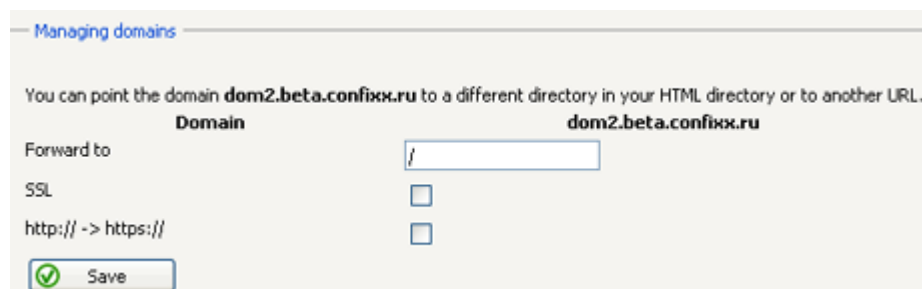 Managing domains
You can point the domain dom2.beta.confixx.ru to a different directory in your HTML directory or to another URL.
Domain dom2.beta.confixx.ru
Forward to /
SSL
http:// -> https://
Save